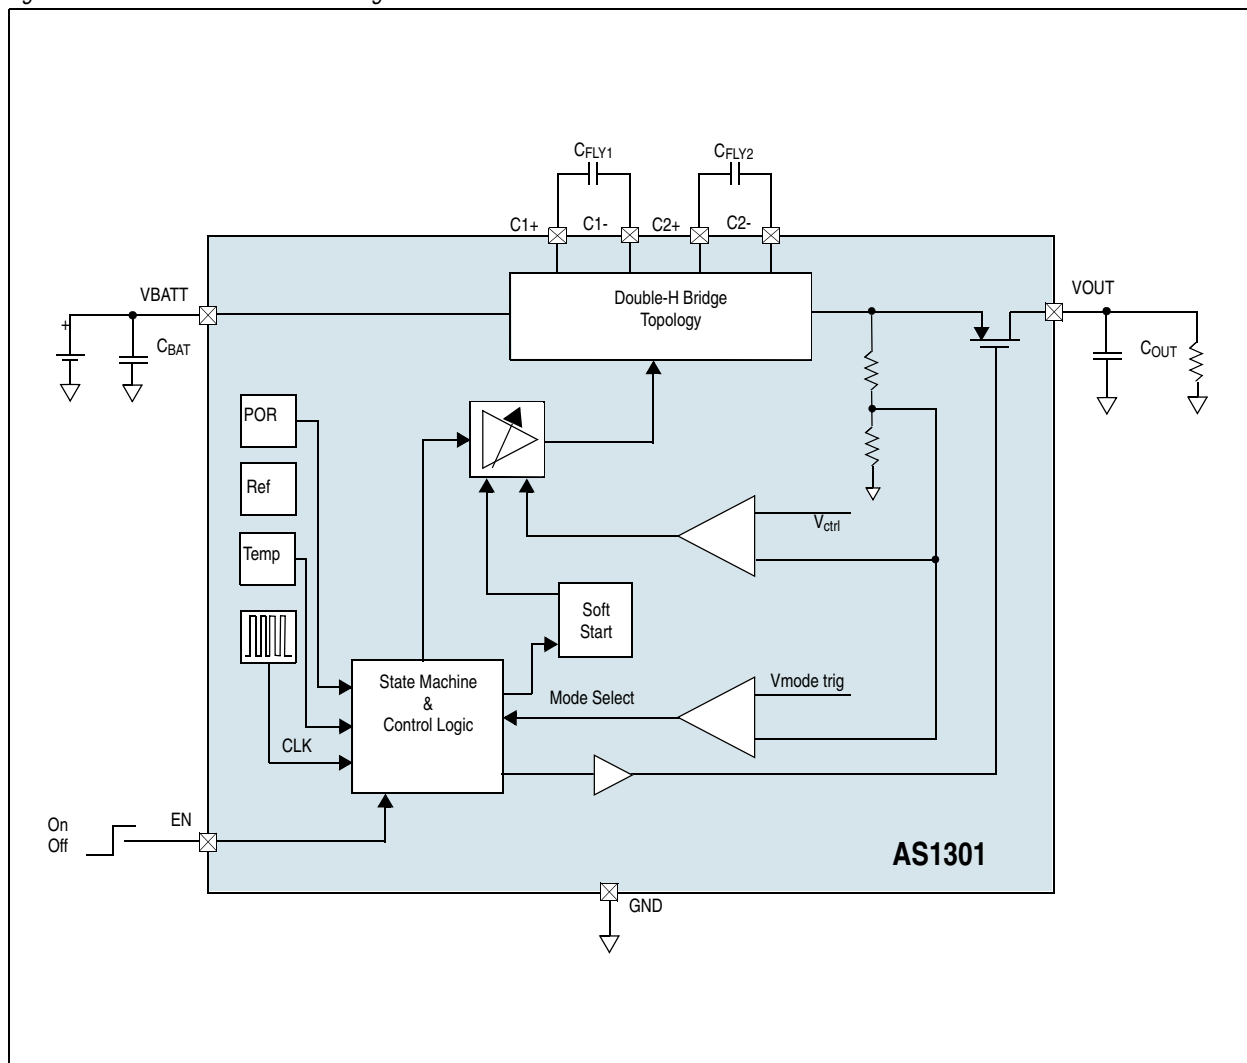 CFLY1
CFLY2
C1+
C1-
C2+
C2-
VBATT
Double-H Bridge
Topology
VOUT
+
CBAT
COUT
POR
Ref
Vctrl
Temp
Soft
Start
State Machine
&
Control Logic
Mode Select
Vmode trig
CLK
On
Off
EN
AS1301
GND